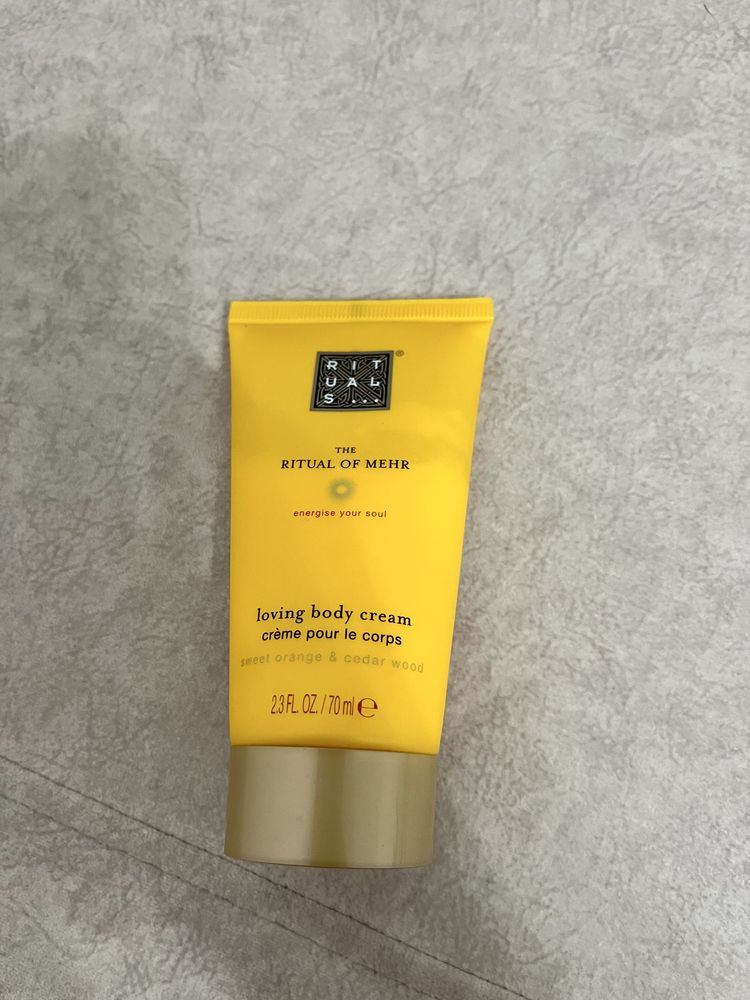 RIT
UAL
S...
®
THE
RITUAL OF MEHR
energise your soul
loving body cream
crème pour le corps
sweet orange & cedar wood
2.3 FL. OZ. / 70 ml ℮